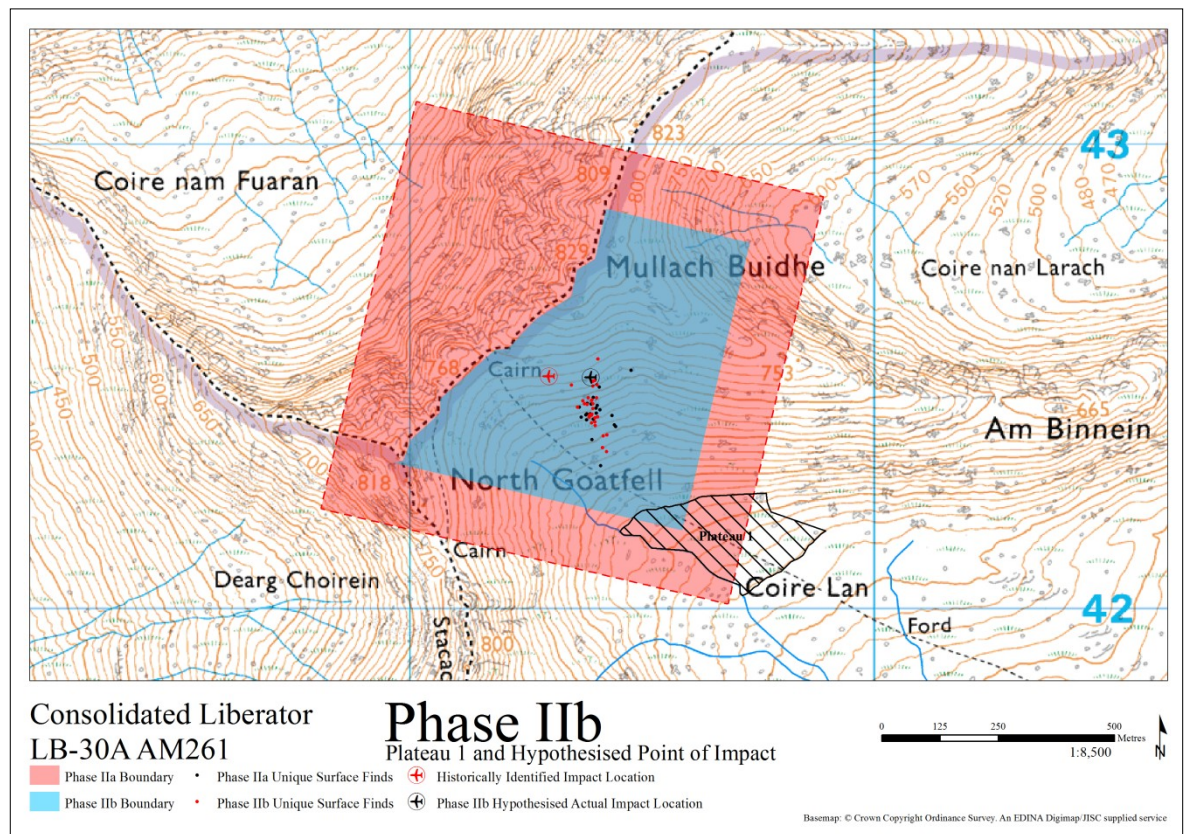 823
43
Coire nam Fuaran
809
800
750
570
550
520
500
480
470
829
Mullach Buidhe
Coire nan Larach
550
500
450
600
660
Cairn
768
753
665
Am Binnein
700
818
North Goatfell
Plateau 1
Cairn
750
Dearg Choirein
Coire Lan
42
Ford
Stacac
800
Consolidated Liberator
LB-30A AM261
Phase IIb
Plateau 1 and Hypothesised Point of Impact
0 125 250 500
Metres
1:8,500
N
Phase IIa Boundary
Phase IIa Unique Surface Finds
Historically Identified Impact Location
Phase IIb Boundary
Phase IIb Unique Surface Finds
Phase IIb Hypothesised Actual Impact Location
Basemap: © Crown Copyright Ordinance Survey. An EDINA Digimap/JISC supplied service